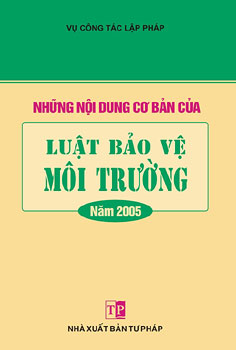 VỤ CÔNG TÁC LẬP PHÁP
NHỮNG NỘI DUNG CƠ BẢN CỦA
LUẬT BẢO VỆ
MÔI TRƯỜNG
Năm 2005
TP
NHÀ XUẤT BẢN TƯ PHÁP